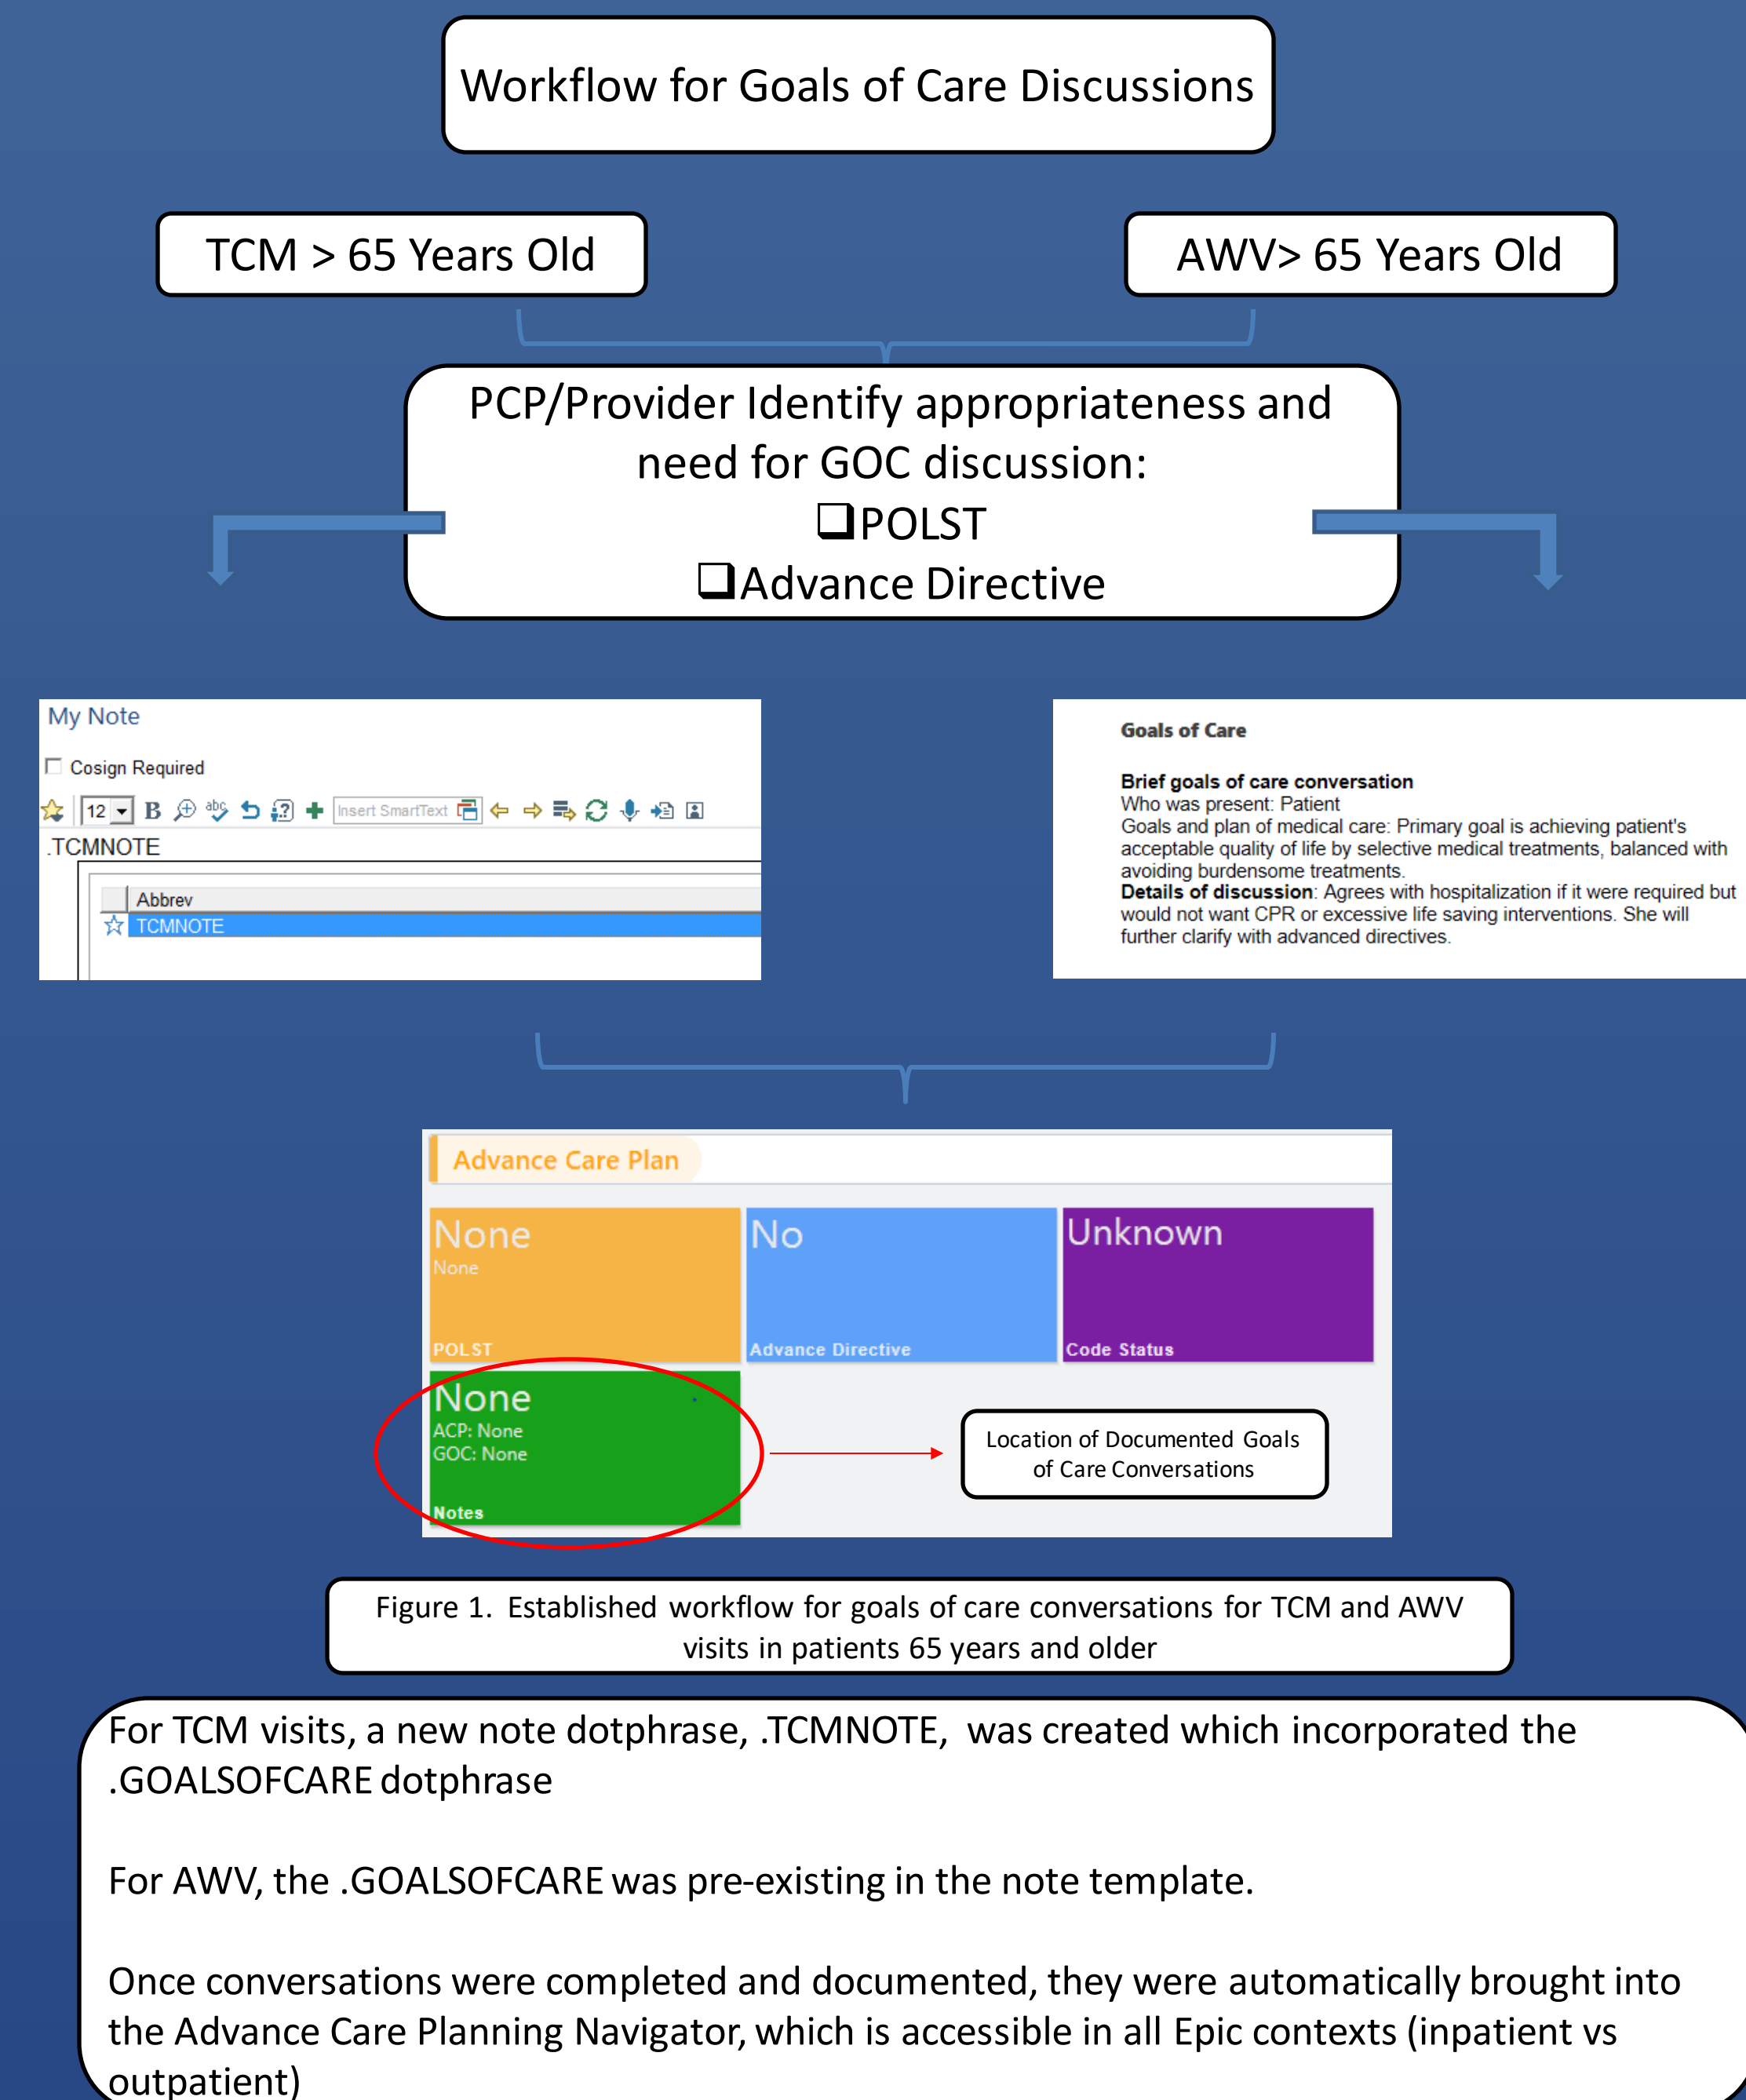 Workflow for Goals of Care Discussions
TCM > 65 Years Old
AWV> 65 Years Old
PCP/Provider Identify appropriateness and
need for GOC discussion:
❑POLST
❑Advance Directive
My Note
Cosign Required
12 B abc Insert SmartText
.TCMNOTE
Abbrev
TCMNOTE
Goals of Care
Brief goals of care conversation
Who was present: Patient
Goals and plan of medical care: Primary goal is achieving patient's
acceptable quality of life by selective medical treatments, balanced with
avoiding burdensome treatments.
Details of discussion: Agrees with hospitalization if it were required but
would not want CPR or excessive life saving interventions. She will
further clarify with advanced directives.
Advance Care Plan
None
None
POLST
No
Advance Directive
Unknown
Code Status
None
ACP: None
GOC: None
Notes
Location of Documented Goals
of Care Conversations
Figure 1. Established workflow for goals of care conversations for TCM and AWV
visits in patients 65 years and older
For TCM visits, a new note dotphrase, .TCMNOTE, was created which incorporated the
.GOALSOFCARE dotphrase
For AWV, the .GOALSOFCARE was pre-existing in the note template.
Once conversations were completed and documented, they were automatically brought into
the Advance Care Planning Navigator, which is accessible in all Epic contexts (inpatient vs
outpatient)